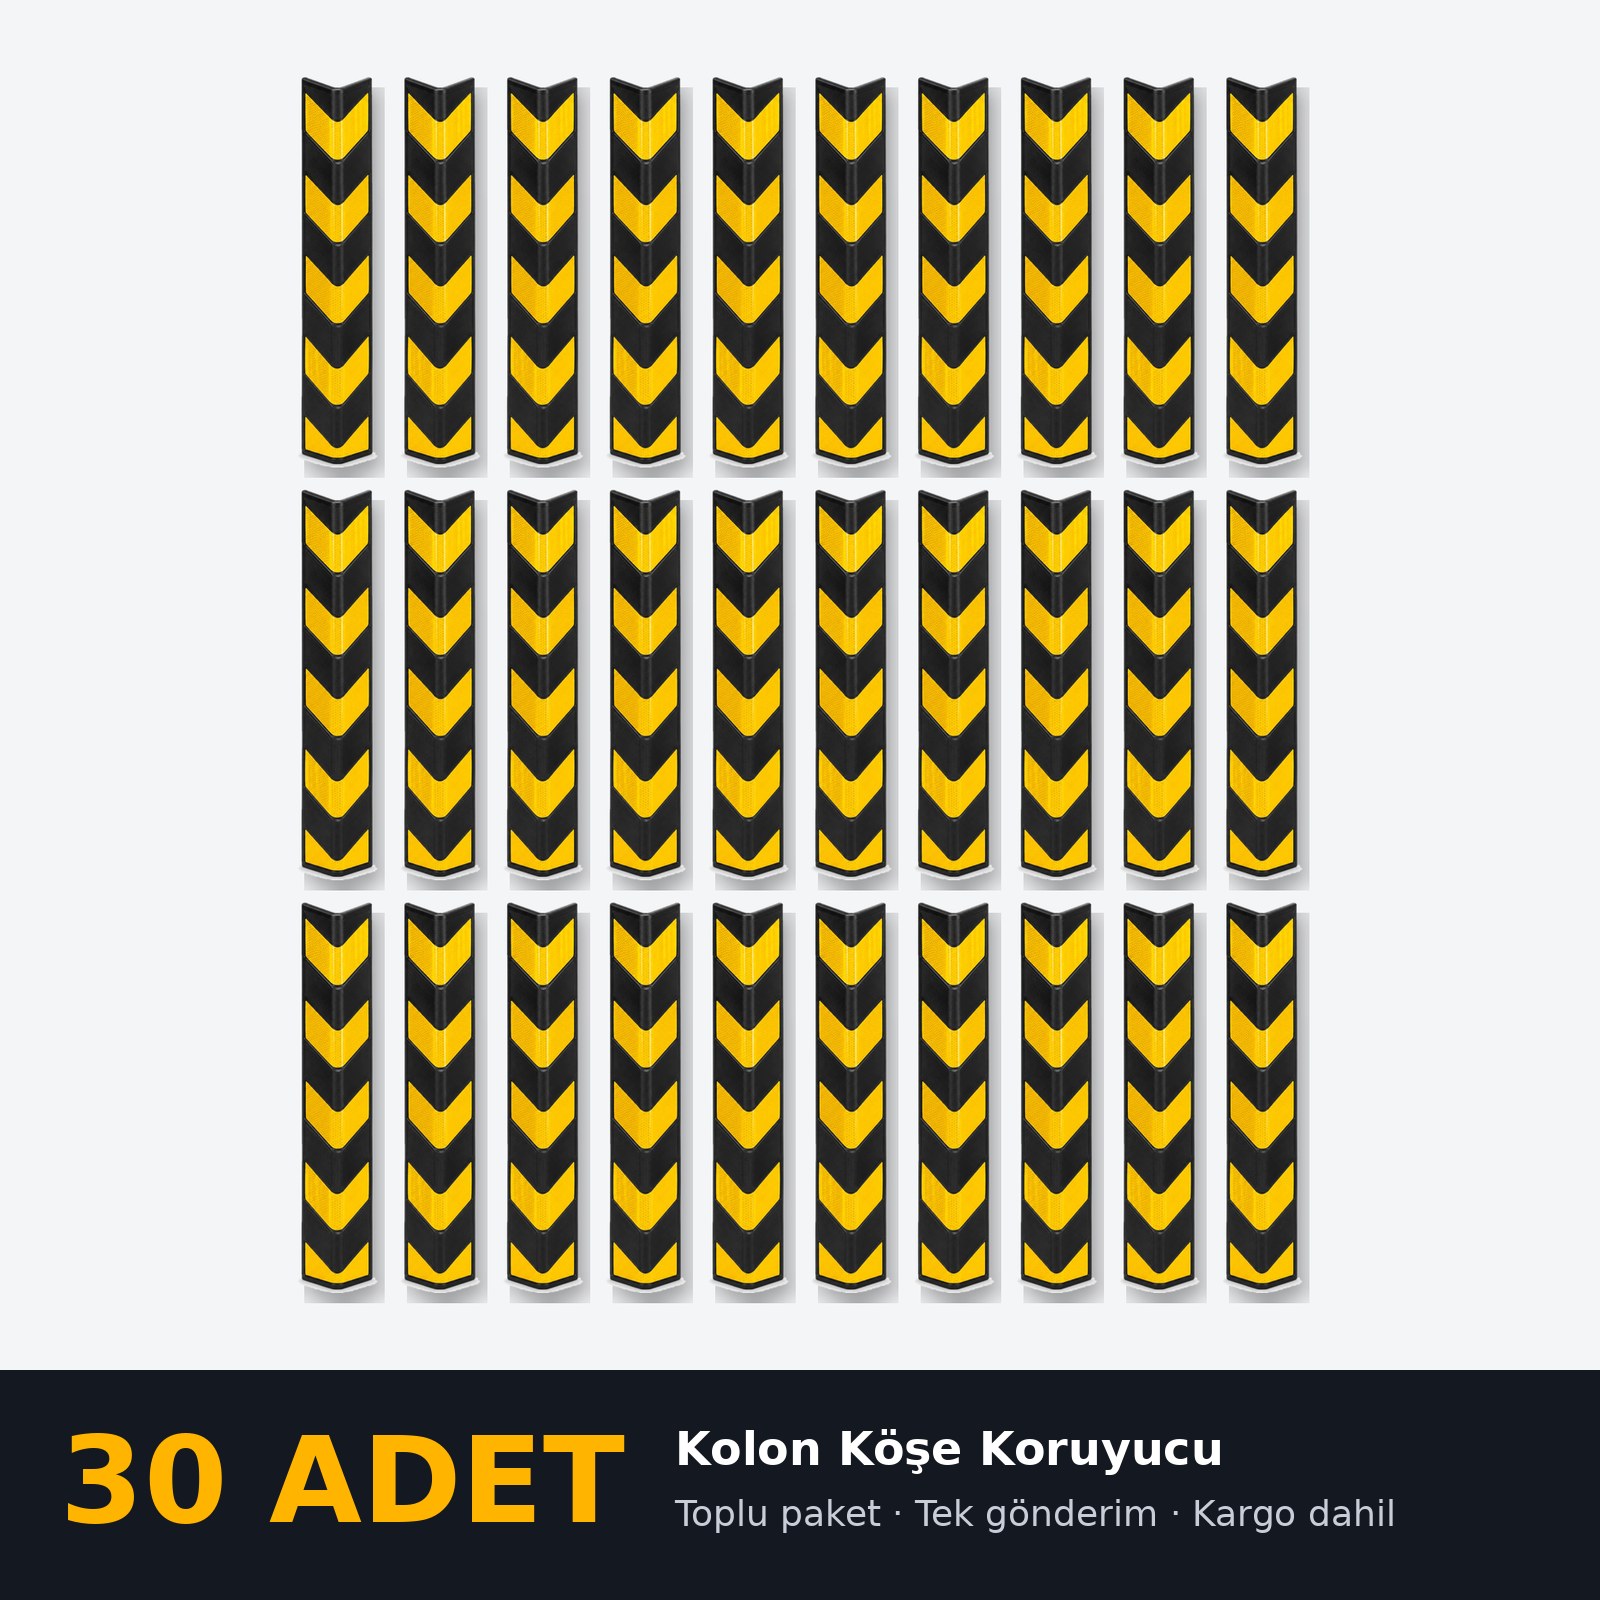 30 ADET
Kolon Köşe Koruyucu
Toplu paket · Tek gönderim · Kargo dahil